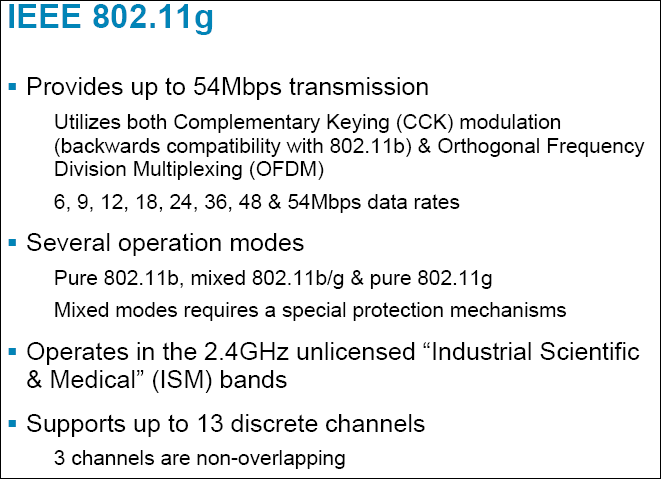 IEEE 802.11g
▪ Provides up to 54Mbps transmission
Utilizes both Complementary Keying (CCK) modulation
(backwards compatibility with 802.11b) & Orthogonal Frequency
Division Multiplexing (OFDM)
6, 9, 12, 18, 24, 36, 48 & 54Mbps data rates
▪ Several operation modes
Pure 802.11b, mixed 802.11b/g & pure 802.11g
Mixed modes requires a special protection mechanisms
▪ Operates in the 2.4GHz unlicensed “Industrial Scientific
& Medical” (ISM) bands
▪ Supports up to 13 discrete channels
3 channels are non-overlapping